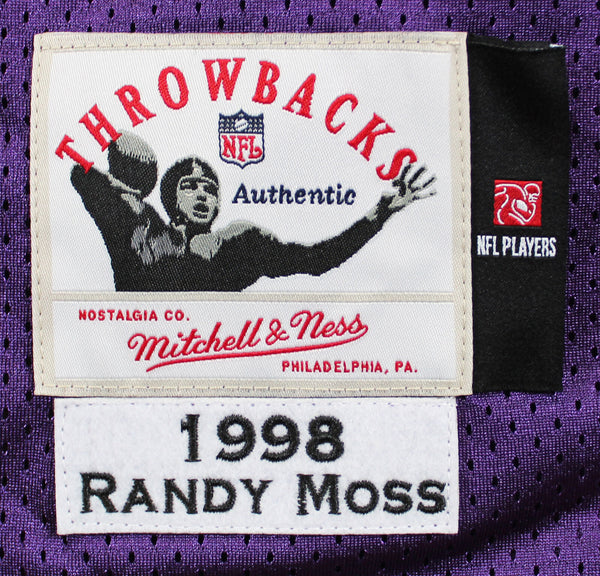 THROWBACKS
NFL
Authentic
NFL PLAYERS
NOSTALGIA CO.
Mitchell & Ness
PHILADELPHIA, PA.
1998
RANDY MOSS